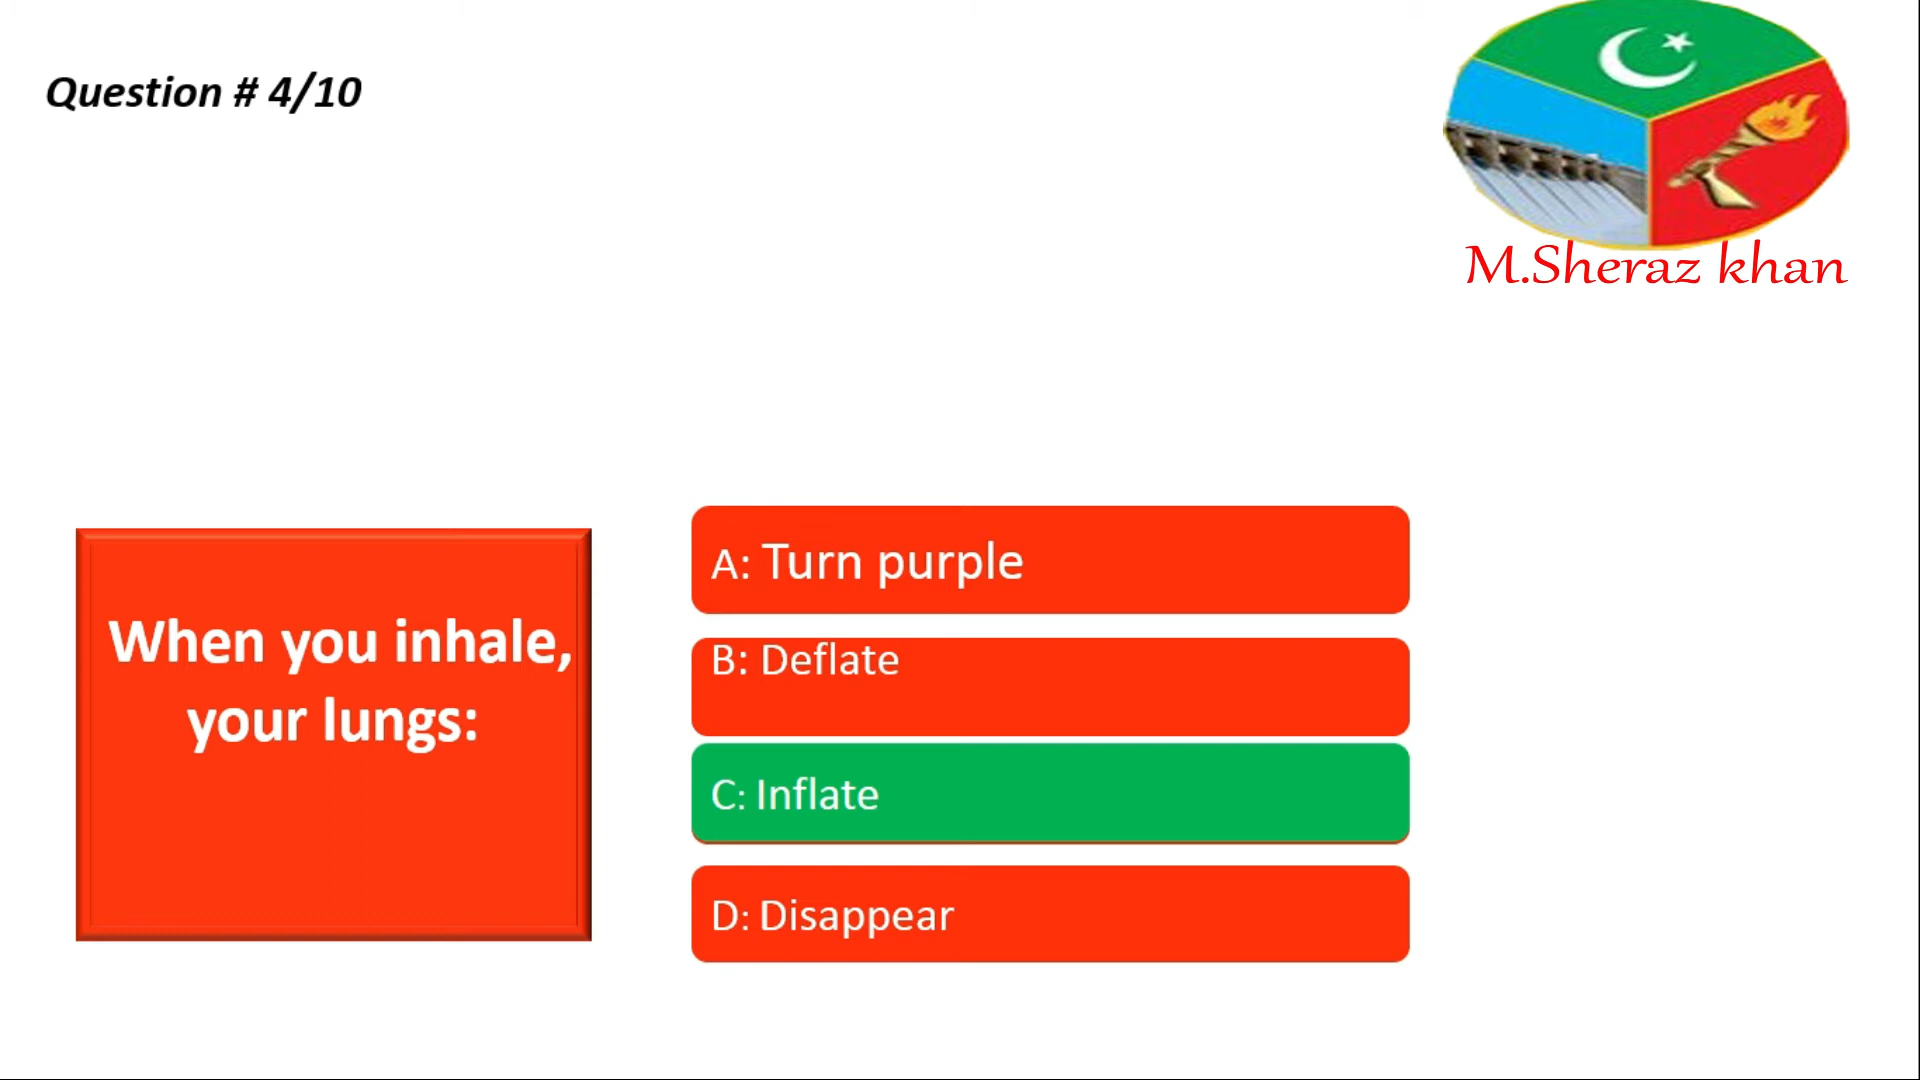 Question # 4/10
M.Sheraz khan
When you inhale,
your lungs:
A: Turn purple
B: Deflate
C: Inflate
D: Disappear